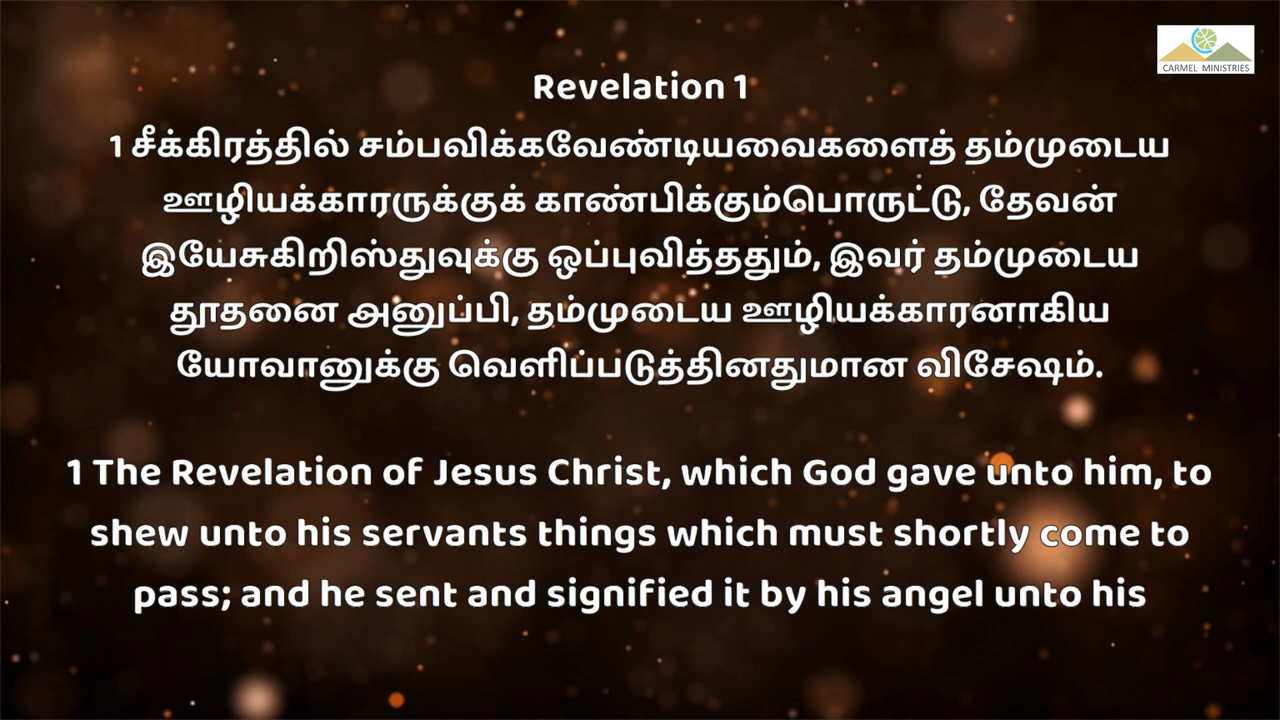 CARMEL MINISTRIES
Revelation 1
1 சீக்கிரத்தில் சம்பவிக்கவேண்டியவைகளைத் தம்முடைய
ஊழியக்காரருக்குக் காண்பிக்கும்பொருட்டு, தேவன்
இயேசுகிறிஸ்துவுக்கு ஒப்புவித்ததும், இவர் தம்முடைய
தூதனை அனுப்பி, தம்முடைய ஊழியக்காரனாகிய
யோவானுக்கு வெளிப்படுத்தினதுமான விசேஷம்.
1 The Revelation of Jesus Christ, which God gave unto him, to
shew unto his servants things which must shortly come to
pass; and he sent and signified it by his angel unto his